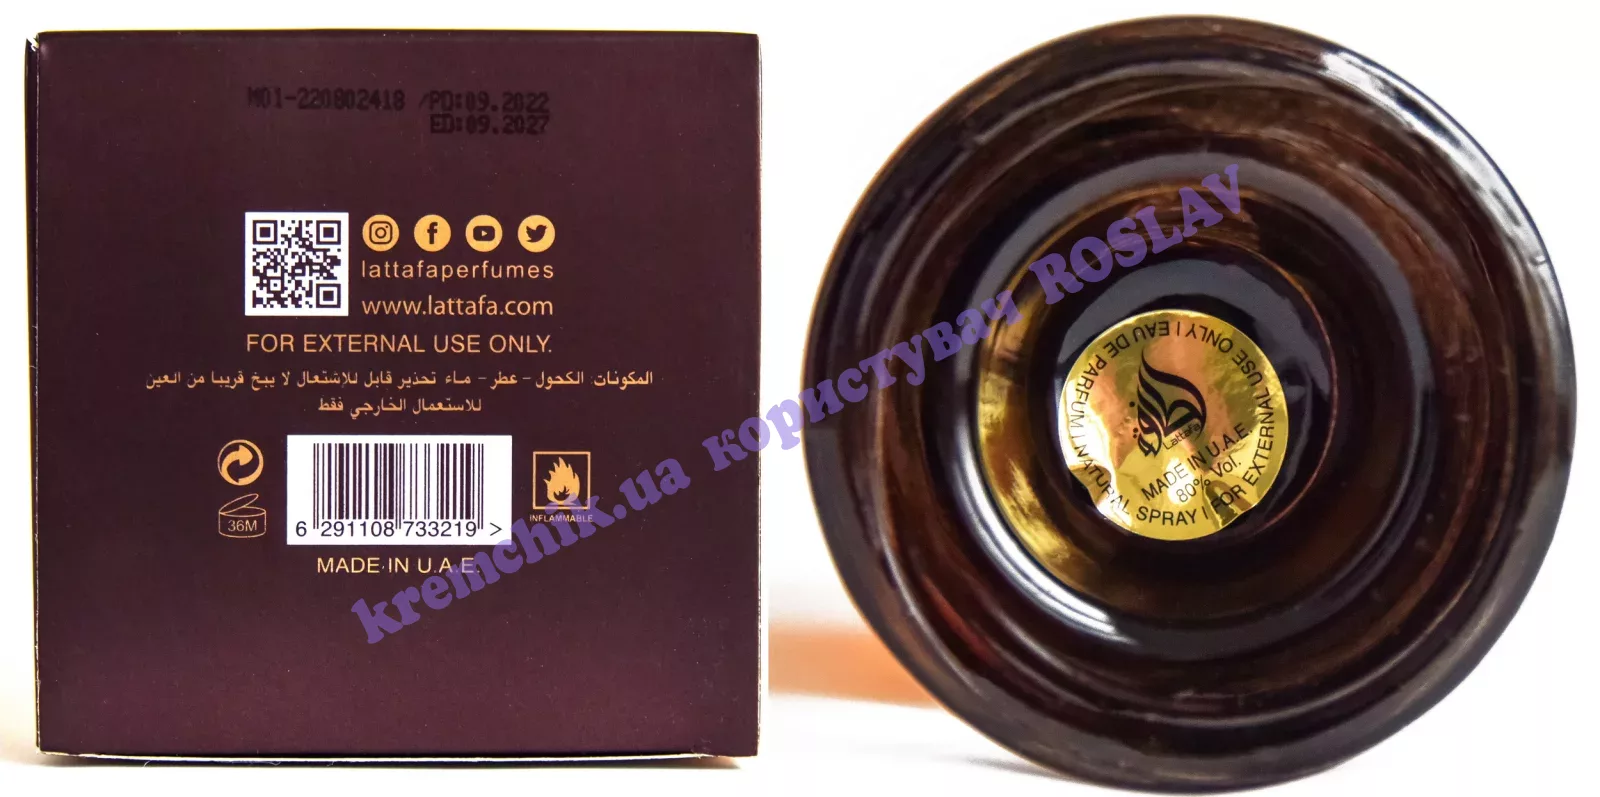 M01-220802418 /PD:09.2022
ED:09.2027
lattafaperfumes
www.lattafa.com
FOR EXTERNAL USE ONLY.
المكونات: الكحول - عطر - ماء تحذير قابل للإشتعال لا يبخ قريبا من العين
للاستعمال الخارجي فقط
36M
6 291108 733219 >
INFLAMMABLE
MADE IN U.A.E.
kremchik.ua користувач ROSLAV
EAU DE PARFUM | NATURAL SPRAY | FOR EXTERNAL USE ONLY |
Lattafa
MADE IN U.A.E.
80% Vol.